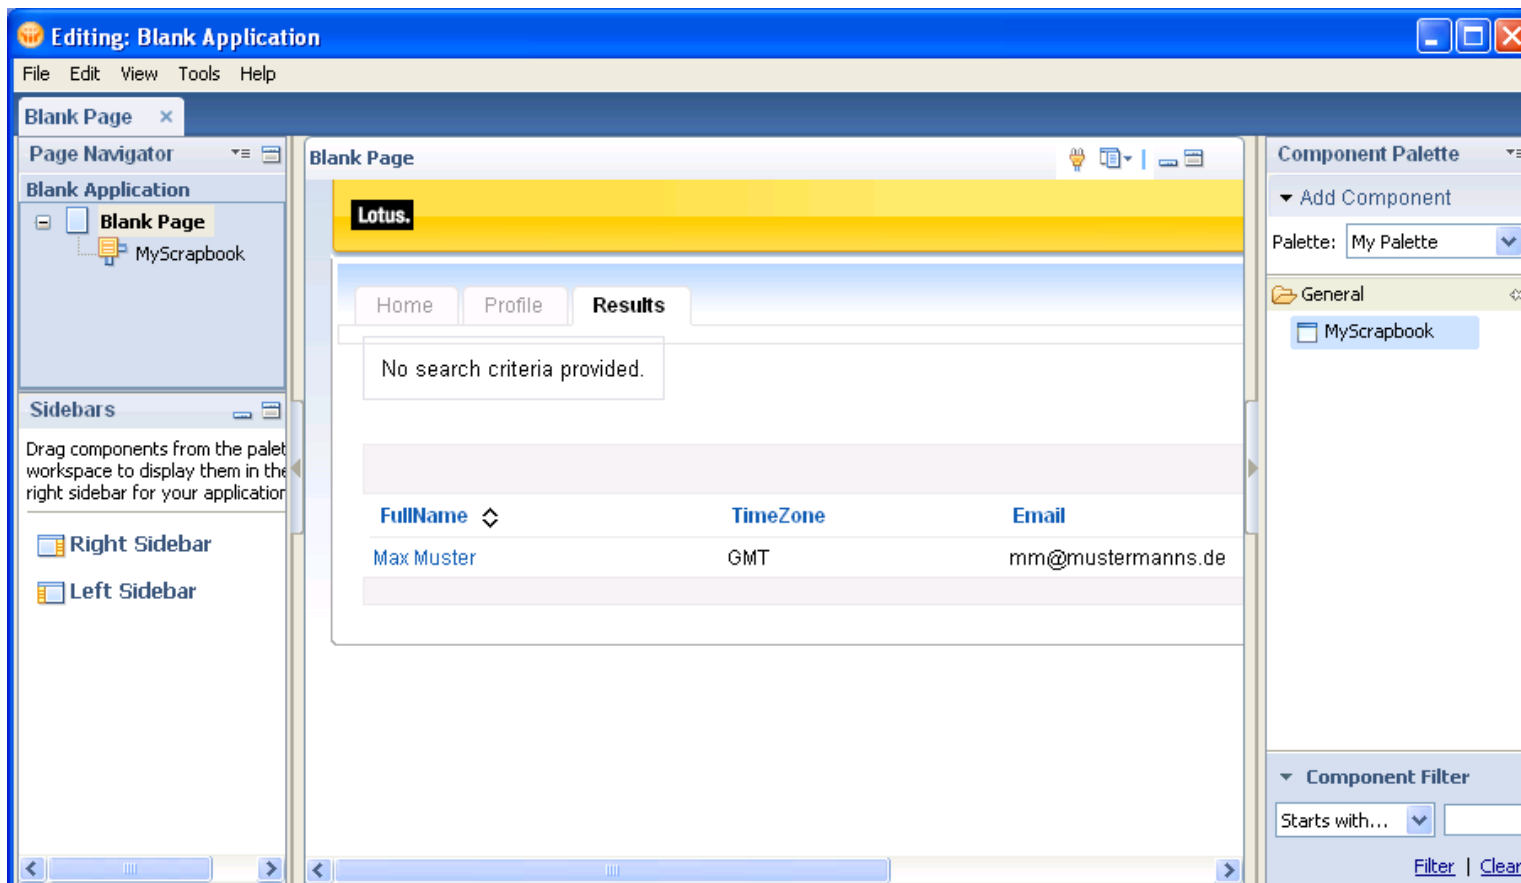 Editing: Blank Application
File Edit View Tools Help
Blank Page
Page Navigator
Blank Application
Blank Page
MyScrapbook
Sidebars
Drag components from the palet
workspace to display them in the
right sidebar for your application
Right Sidebar
Left Sidebar
Blank Page
Lotus.
Home Profile Results
No search criteria provided.
FullName TimeZone Email
Max Muster GMT mm@mustermanns.de
Component Palette
Add Component
Palette: My Palette
General
MyScrapbook
Component Filter
Starts with...
Filter | Clear